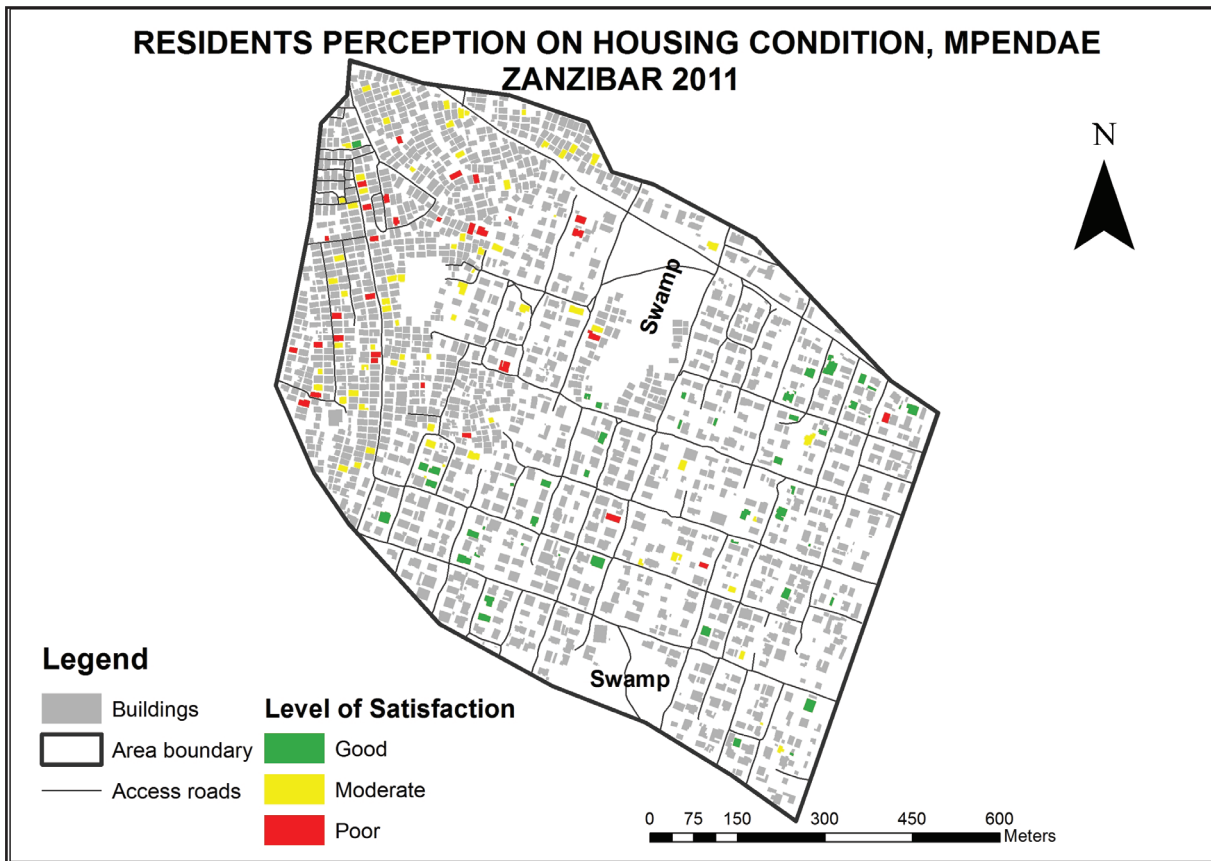 RESIDENTS PERCEPTION ON HOUSING CONDITION, MPENDAE
ZANZIBAR 2011
N
Swamp
Swamp
Legend
Buildings
Area boundary
Access roads
Level of Satisfaction
Good
Moderate
Poor
0 75 150 300 450 600
Meters